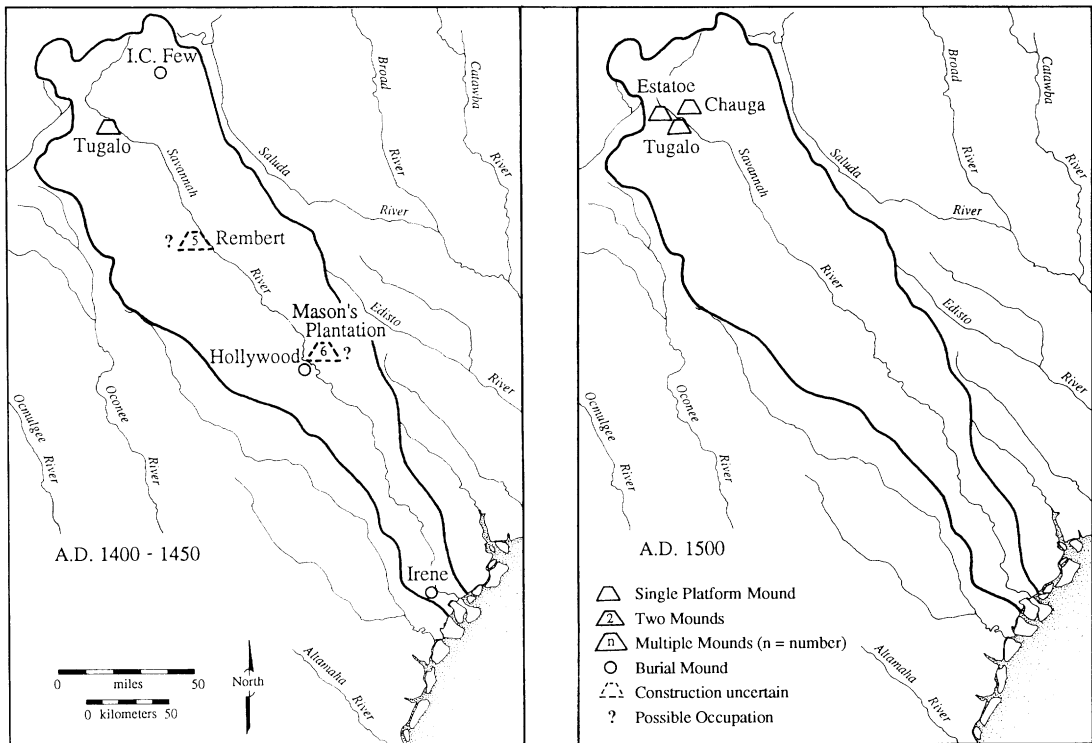 I.C. Few
Tugalo
Savannah
River
Saluda
River
Broad
River
Catawba
River
? 5 Rembert
Mason's
Plantation
6 ?
Hollywood
Edisto
River
Ocmulgee
River
Oconee
River
A.D. 1400 - 1450
Irene
0 miles 50
0 kilometers 50
North
Altamaha
River
Estatoe
Chauga
Tugalo
Savannah
River
Saluda
River
Broad
River
Catawba
River
Edisto
River
Ocmulgee
River
Oconee
River
A.D. 1500
Single Platform Mound
2 Two Mounds
n Multiple Mounds (n = number)
Burial Mound
Construction uncertain
? Possible Occupation
Altamaha
River